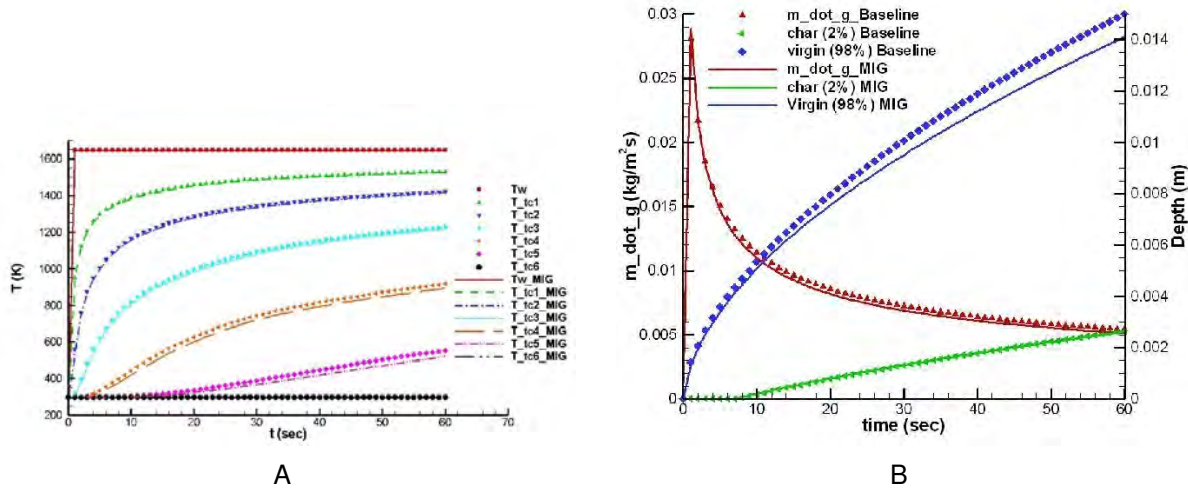 T (K)
1600
1400
1200
1000
800
600
400
200
0
10
20
30
40
50
60
70
t (sec)
Tw
T_tc1
T_tc2
T_tc3
T_tc4
T_tc5
T_tc6
Tw_MIG
T_tc1_MIG
T_tc2_MIG
T_tc3_MIG
T_tc4_MIG
T_tc5_MIG
T_tc6_MIG
A
m_dot_g (kg/m²s)
0.03
0.025
0.02
0.015
0.01
0.005
0
m_dot_g_Baseline
char (2%) Baseline
virgin (98%) Baseline
m_dot_g_MIG
char (2%) MIG
Virgin (98%) MIG
0
10
20
30
40
50
60
time (sec)
0.014
0.012
0.01
0.008
0.006
0.004
0.002
0
Depth (m)
B